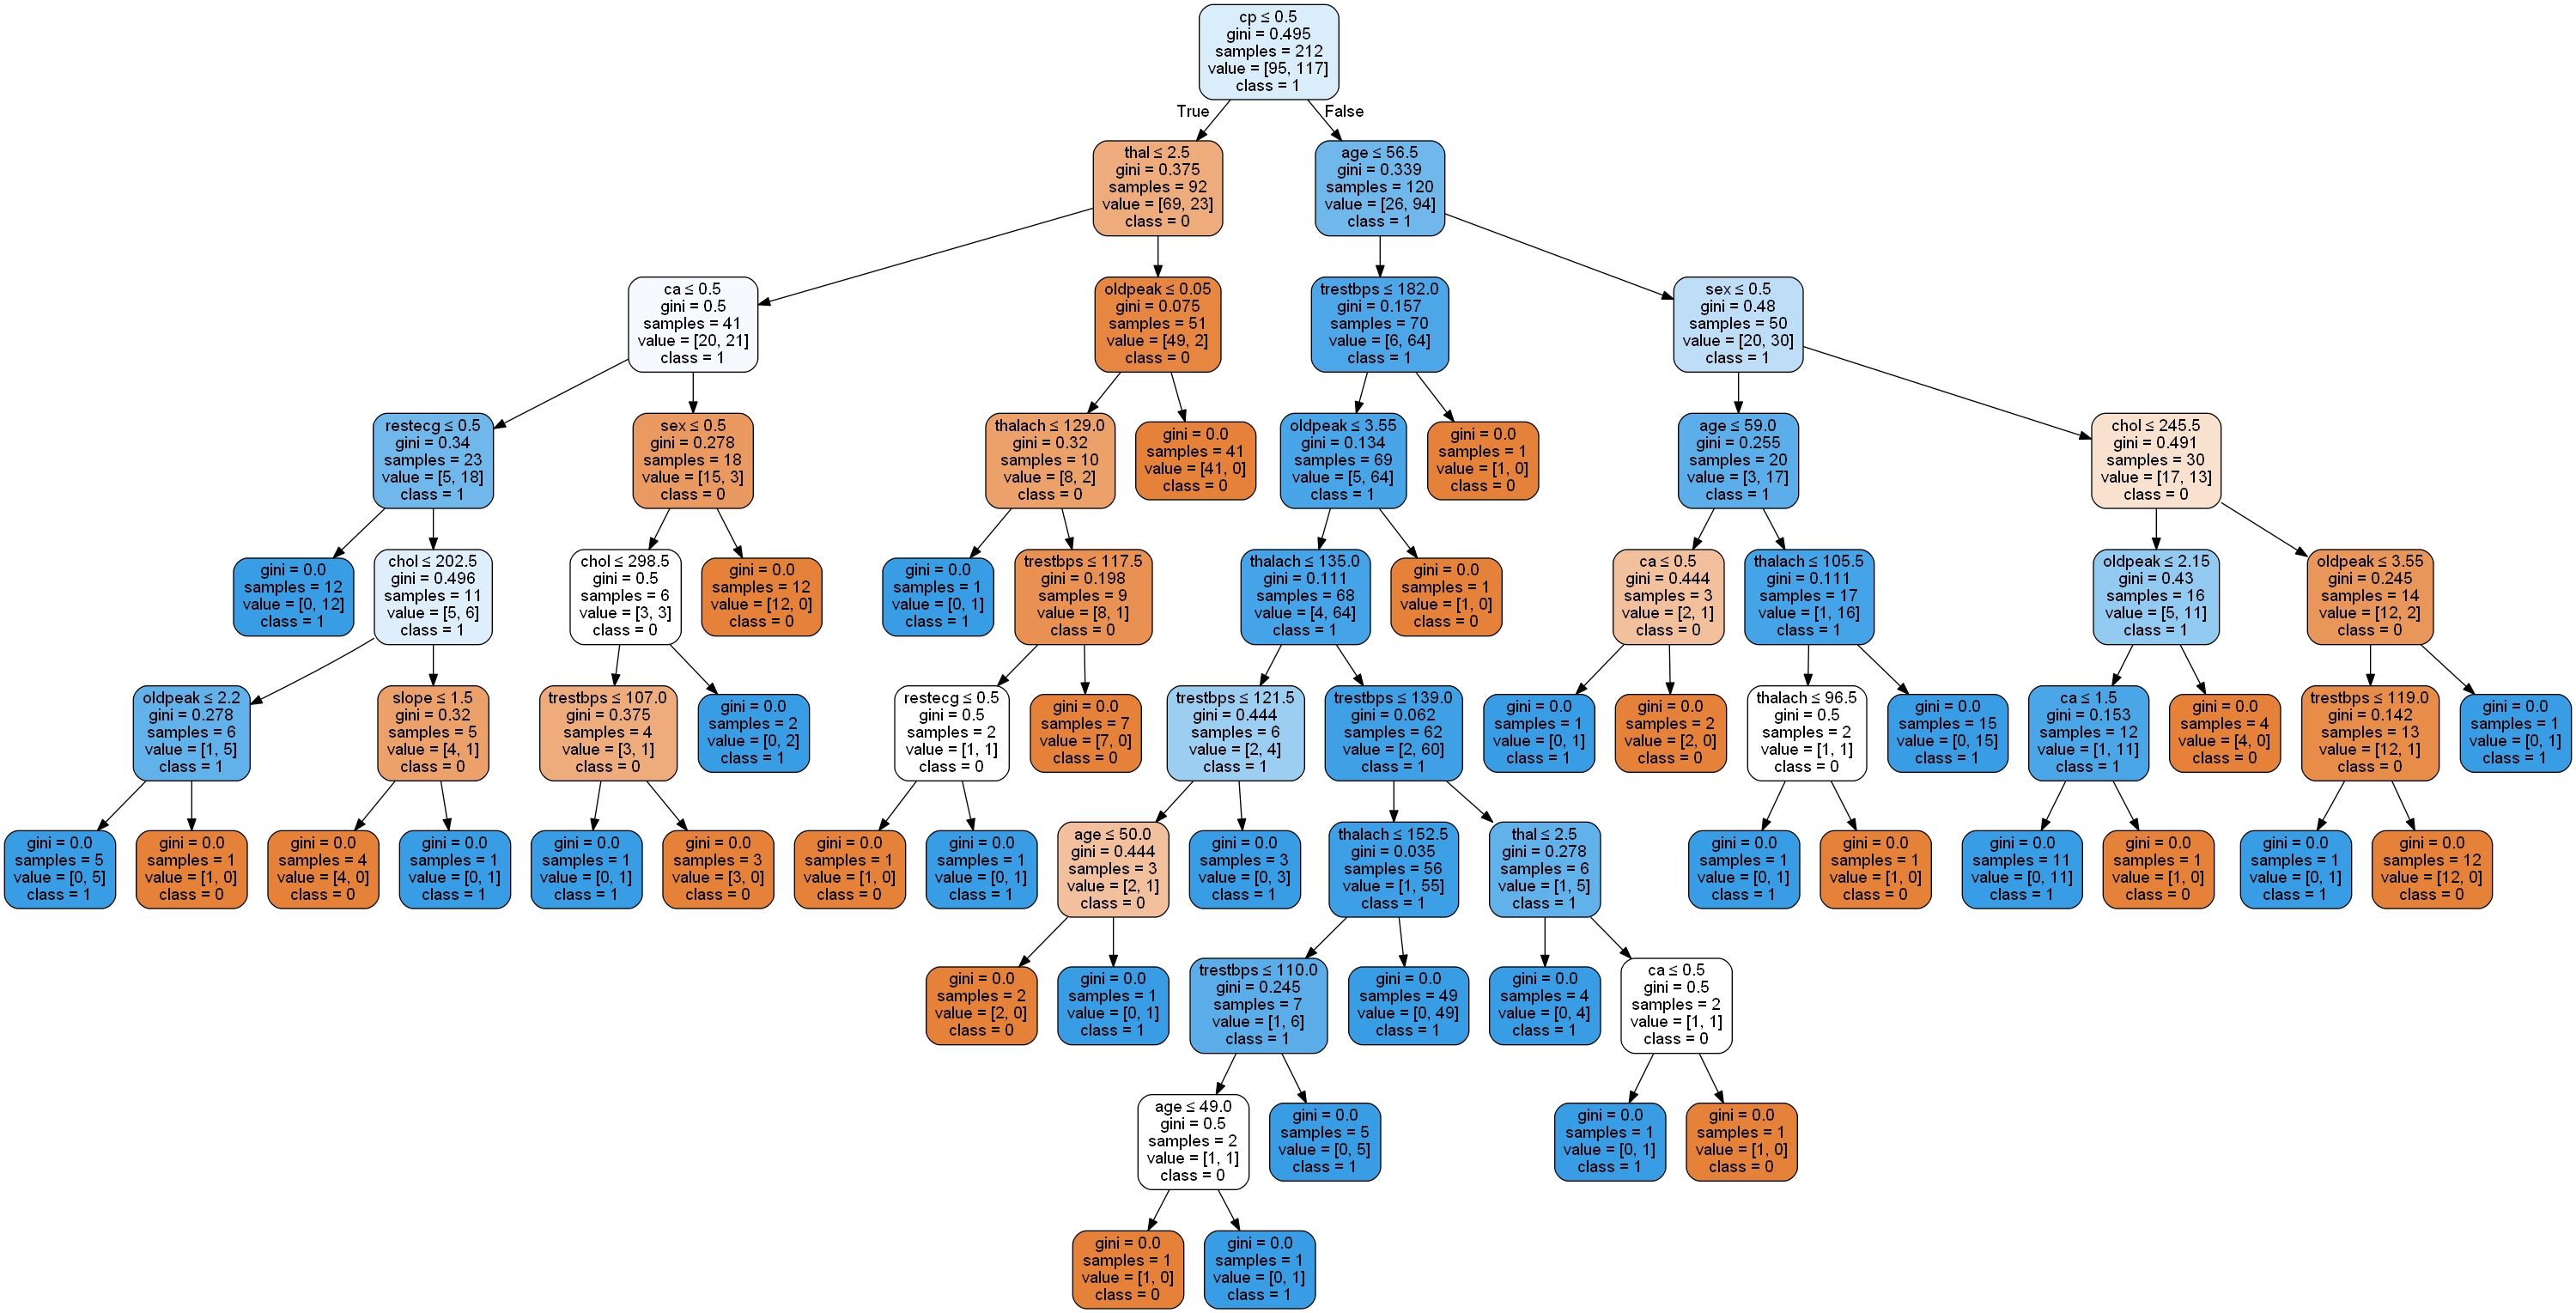 cp ≤ 0.5
gini = 0.495
samples = 212
value = [95, 117]
class = 1
True
False
thal ≤ 2.5
gini = 0.375
samples = 92
value = [69, 23]
class = 0
age ≤ 56.5
gini = 0.339
samples = 120
value = [26, 94]
class = 1
ca ≤ 0.5
gini = 0.5
samples = 41
value = [20, 21]
class = 1
oldpeak ≤ 0.05
gini = 0.075
samples = 51
value = [49, 2]
class = 0
trestbps ≤ 182.0
gini = 0.157
samples = 70
value = [6, 64]
class = 1
sex ≤ 0.5
gini = 0.48
samples = 50
value = [20, 30]
class = 1
restecg ≤ 0.5
gini = 0.34
samples = 23
value = [5, 18]
class = 1
sex ≤ 0.5
gini = 0.278
samples = 18
value = [15, 3]
class = 0
thalach ≤ 129.0
gini = 0.32
samples = 10
value = [8, 2]
class = 0
gini = 0.0
samples = 41
value = [41, 0]
class = 0
oldpeak ≤ 3.55
gini = 0.134
samples = 69
value = [5, 64]
class = 1
gini = 0.0
samples = 1
value = [1, 0]
class = 0
age ≤ 59.0
gini = 0.255
samples = 20
value = [3, 17]
class = 1
chol ≤ 245.5
gini = 0.491
samples = 30
value = [17, 13]
class = 0
gini = 0.0
samples = 12
value = [0, 12]
class = 1
chol ≤ 202.5
gini = 0.496
samples = 11
value = [5, 6]
class = 1
chol ≤ 298.5
gini = 0.5
samples = 6
value = [3, 3]
class = 0
gini = 0.0
samples = 12
value = [12, 0]
class = 0
gini = 0.0
samples = 1
value = [0, 1]
class = 1
trestbps ≤ 117.5
gini = 0.198
samples = 9
value = [8, 1]
class = 0
thalach ≤ 135.0
gini = 0.111
samples = 68
value = [4, 64]
class = 1
gini = 0.0
samples = 1
value = [1, 0]
class = 0
ca ≤ 0.5
gini = 0.444
samples = 3
value = [2, 1]
class = 0
thalach ≤ 105.5
gini = 0.111
samples = 17
value = [1, 16]
class = 1
oldpeak ≤ 2.15
gini = 0.43
samples = 16
value = [5, 11]
class = 1
oldpeak ≤ 3.55
gini = 0.245
samples = 14
value = [12, 2]
class = 0
oldpeak ≤ 2.2
gini = 0.278
samples = 6
value = [1, 5]
class = 1
slope ≤ 1.5
gini = 0.32
samples = 5
value = [4, 1]
class = 0
trestbps ≤ 107.0
gini = 0.375
samples = 4
value = [3, 1]
class = 0
gini = 0.0
samples = 2
value = [0, 2]
class = 1
restecg ≤ 0.5
gini = 0.5
samples = 2
value = [1, 1]
class = 0
gini = 0.0
samples = 7
value = [7, 0]
class = 0
trestbps ≤ 121.5
gini = 0.444
samples = 6
value = [2, 4]
class = 1
trestbps ≤ 139.0
gini = 0.062
samples = 62
value = [2, 60]
class = 1
gini = 0.0
samples = 1
value = [0, 1]
class = 1
gini = 0.0
samples = 2
value = [2, 0]
class = 0
thalach ≤ 96.5
gini = 0.5
samples = 2
value = [1, 1]
class = 0
gini = 0.0
samples = 15
value = [0, 15]
class = 1
ca ≤ 1.5
gini = 0.153
samples = 12
value = [1, 11]
class = 1
gini = 0.0
samples = 4
value = [4, 0]
class = 0
trestbps ≤ 119.0
gini = 0.142
samples = 13
value = [12, 1]
class = 0
gini = 0.0
samples = 1
value = [0, 1]
class = 1
gini = 0.0
samples = 5
value = [0, 5]
class = 1
gini = 0.0
samples = 1
value = [1, 0]
class = 0
gini = 0.0
samples = 4
value = [4, 0]
class = 0
gini = 0.0
samples = 1
value = [0, 1]
class = 1
gini = 0.0
samples = 1
value = [0, 1]
class = 1
gini = 0.0
samples = 3
value = [3, 0]
class = 0
gini = 0.0
samples = 1
value = [1, 0]
class = 0
gini = 0.0
samples = 1
value = [0, 1]
class = 1
age ≤ 50.0
gini = 0.444
samples = 3
value = [2, 1]
class = 0
gini = 0.0
samples = 3
value = [0, 3]
class = 1
thalach ≤ 152.5
gini = 0.035
samples = 56
value = [1, 55]
class = 1
thal ≤ 2.5
gini = 0.278
samples = 6
value = [1, 5]
class = 1
gini = 0.0
samples = 1
value = [0, 1]
class = 1
gini = 0.0
samples = 1
value = [1, 0]
class = 0
gini = 0.0
samples = 11
value = [0, 11]
class = 1
gini = 0.0
samples = 1
value = [1, 0]
class = 0
gini = 0.0
samples = 1
value = [0, 1]
class = 1
gini = 0.0
samples = 12
value = [12, 0]
class = 0
gini = 0.0
samples = 2
value = [2, 0]
class = 0
gini = 0.0
samples = 1
value = [0, 1]
class = 1
trestbps ≤ 110.0
gini = 0.245
samples = 7
value = [1, 6]
class = 1
gini = 0.0
samples = 49
value = [0, 49]
class = 1
gini = 0.0
samples = 4
value = [0, 4]
class = 1
ca ≤ 0.5
gini = 0.5
samples = 2
value = [1, 1]
class = 0
age ≤ 49.0
gini = 0.5
samples = 2
value = [1, 1]
class = 0
gini = 0.0
samples = 5
value = [0, 5]
class = 1
gini = 0.0
samples = 1
value = [0, 1]
class = 1
gini = 0.0
samples = 1
value = [1, 0]
class = 0
gini = 0.0
samples = 1
value = [1, 0]
class = 0
gini = 0.0
samples = 1
value = [0, 1]
class = 1